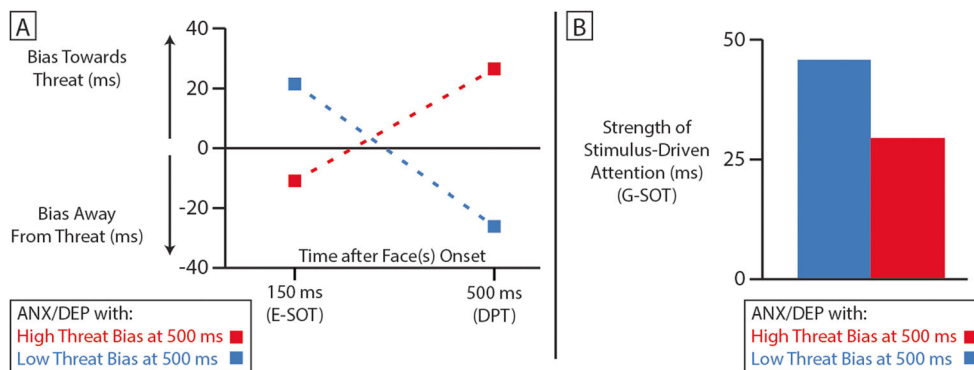 A
Bias Towards
Threat (ms)
Bias Away
From Threat (ms)
40
20
0
-20
-40
Time after Face(s) Onset
150 ms
(E-SOT)
500 ms
(DPT)
ANX/DEP with:
High Threat Bias at 500 ms
Low Threat Bias at 500 ms
B
Strength of
Stimulus-Driven
Attention (ms)
(G-SOT)
50
25
0
ANX/DEP with:
High Threat Bias at 500 ms
Low Threat Bias at 500 ms